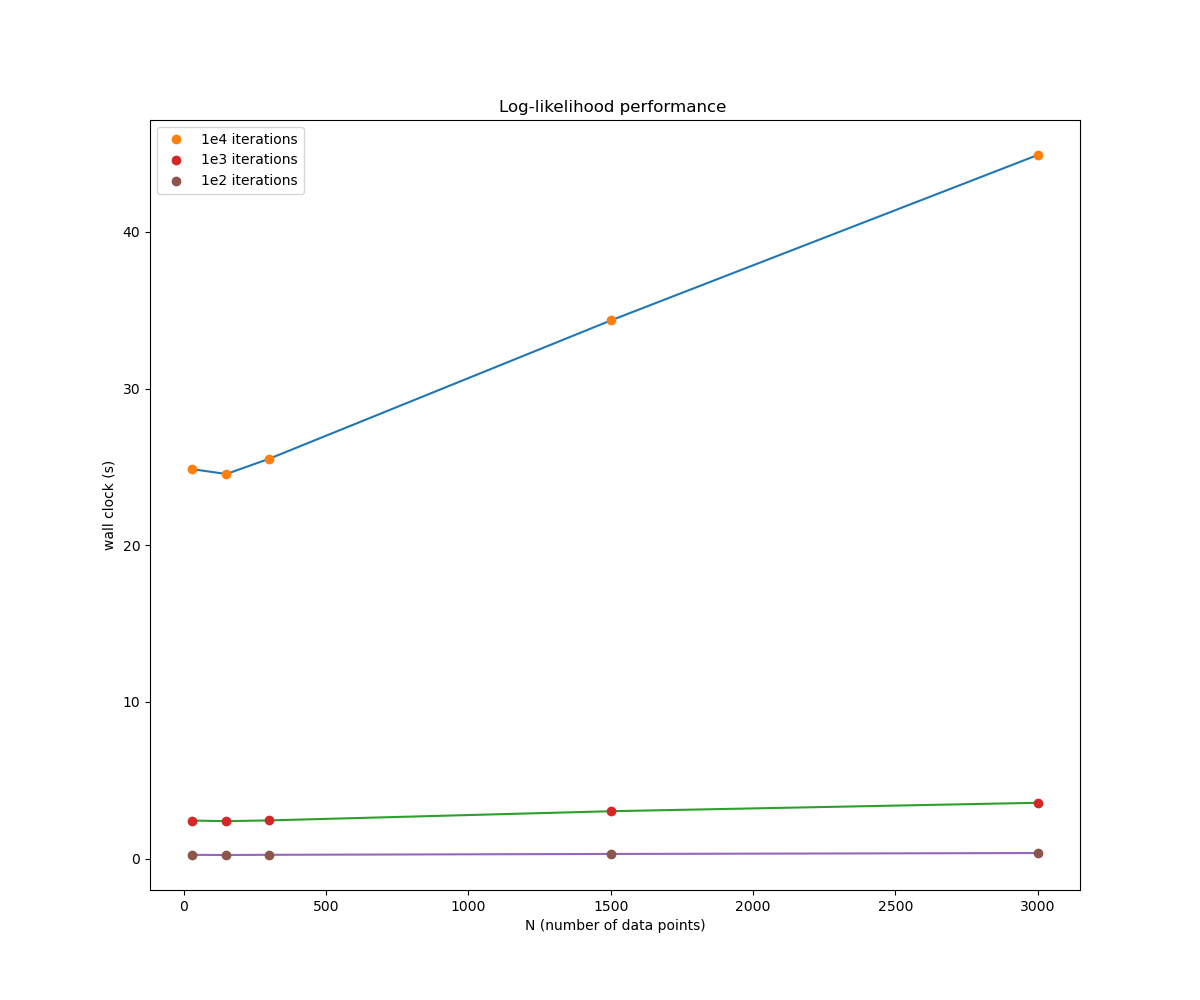 Log-likelihood performance
1e4 iterations
1e3 iterations
1e2 iterations
40
30
20
10
0
wall clock (s)
0 500 1000 1500 2000 2500 3000
N (number of data points)